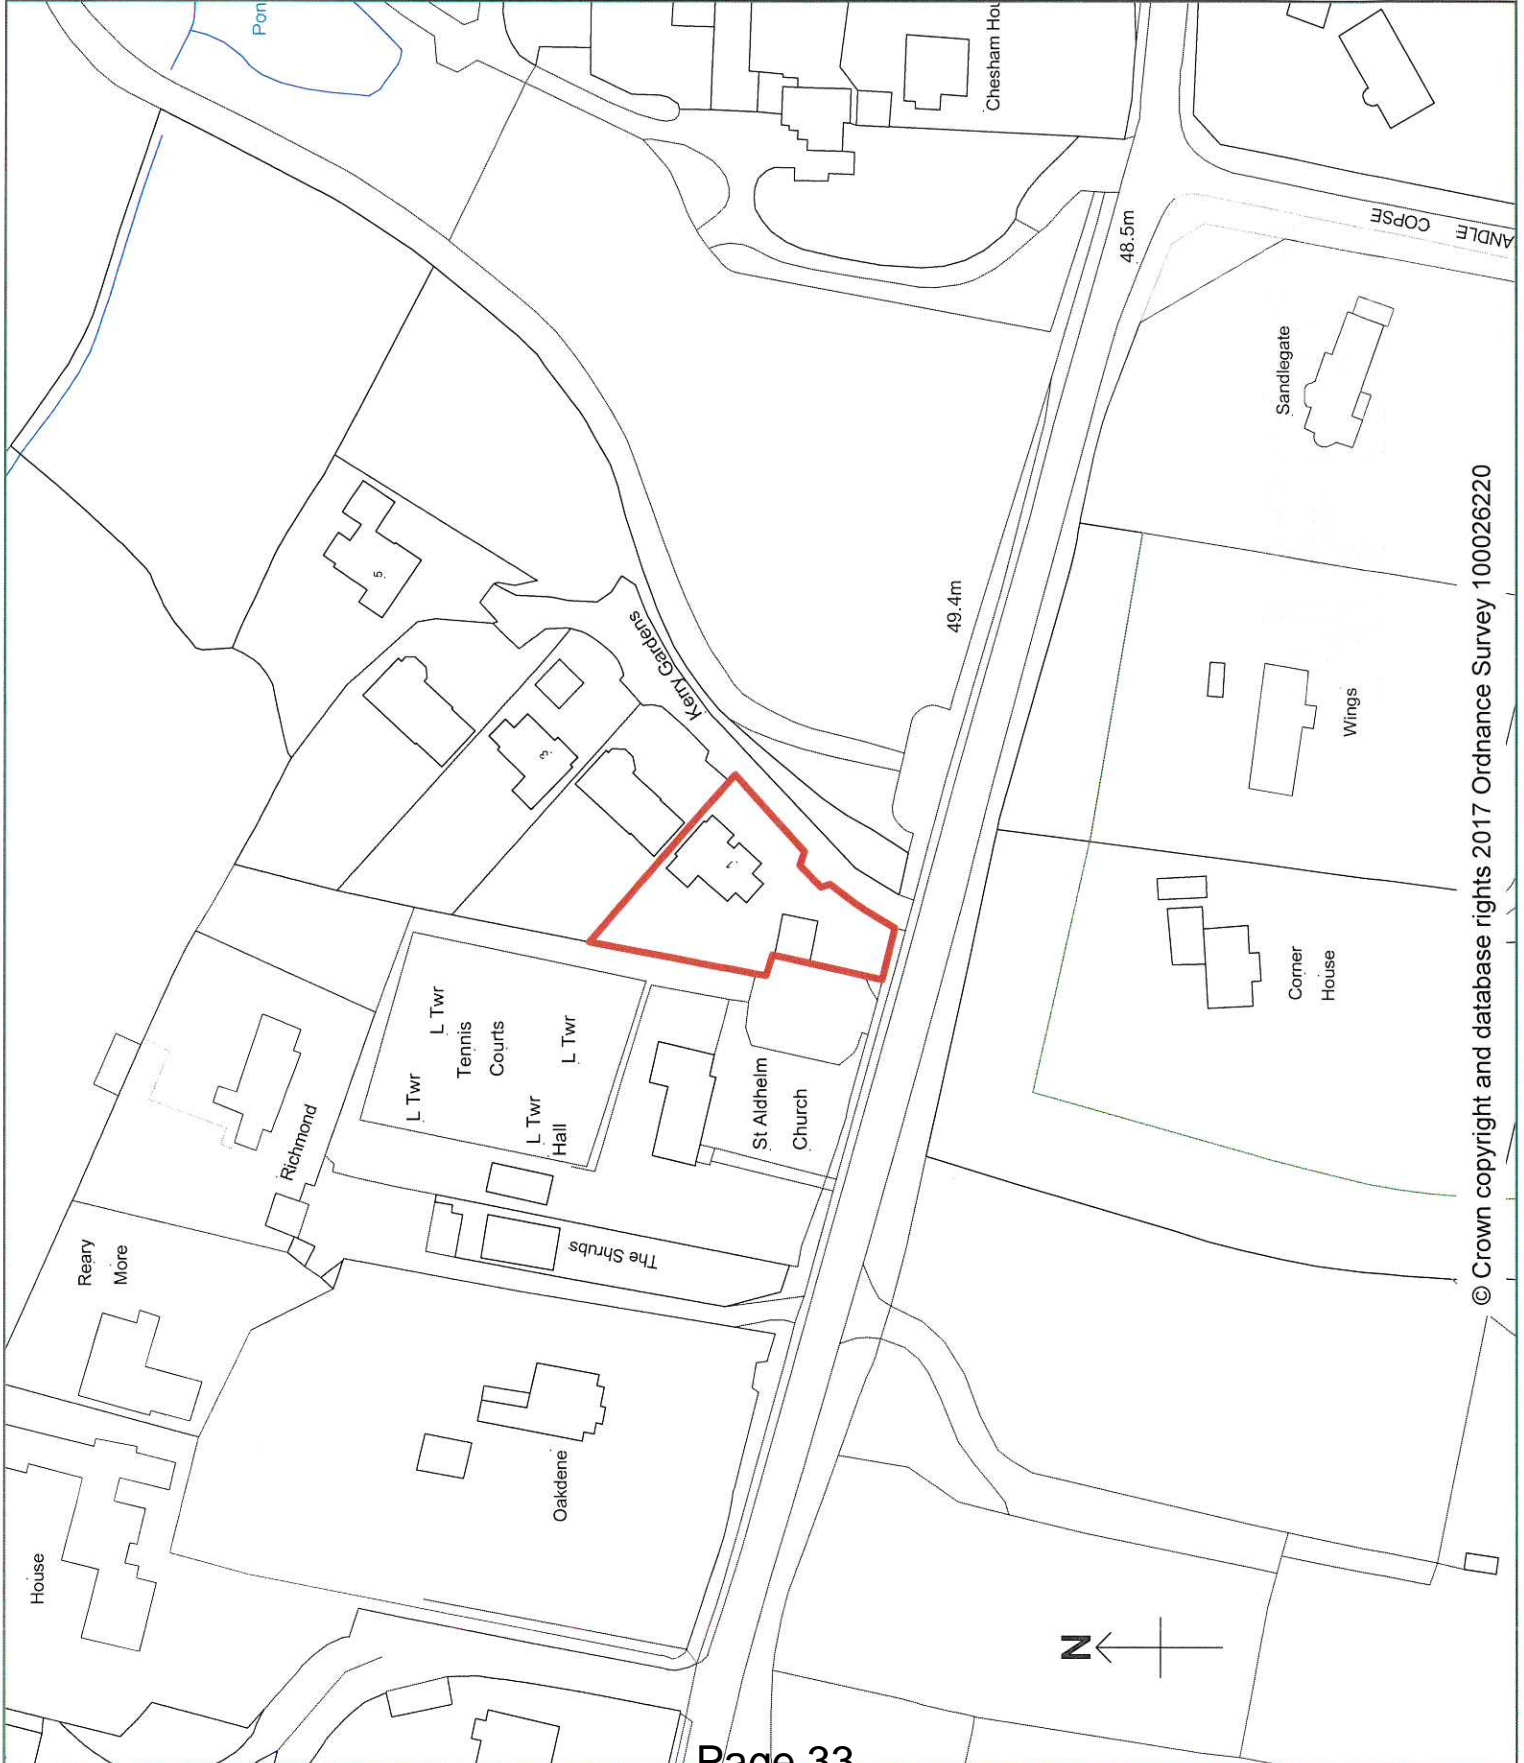 Pon
Chesham Hou
48.5m
ANDLE COPSE
Sandlegate
49.4m
5
Kerry Gardens
3
1
Wings
Corner
House
L Twr
Tennis
Courts
L Twr
L Twr
L Twr
Hall
St Aldhelm
Church
Richmond
The Shrubs
Reary
More
Oakdene
House
N
© Crown copyright and database rights 2017 Ordnance Survey 100026220
Page 33